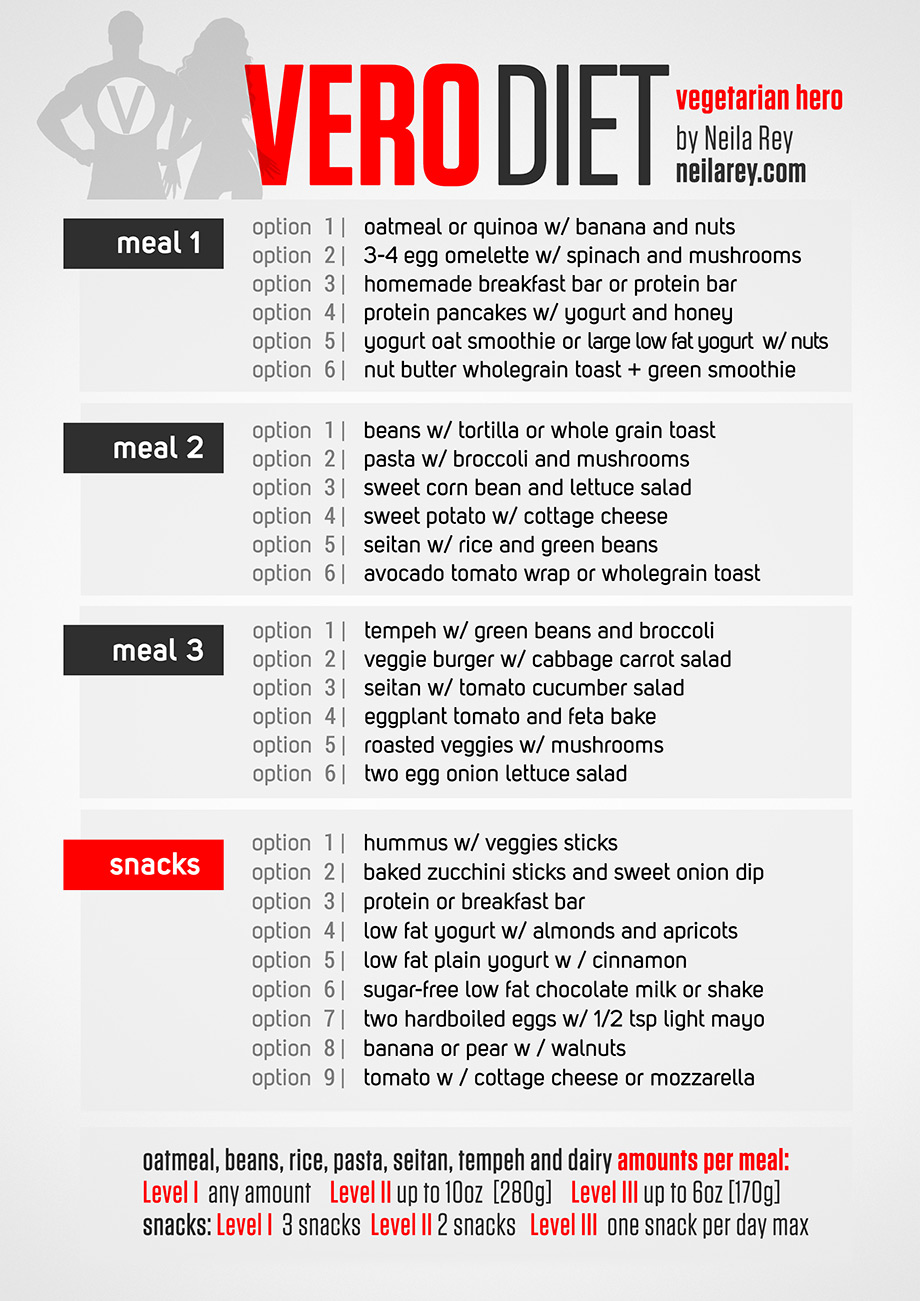 V
VERO DIET
vegetarian hero
by Neila Rey
neilarey.com
meal 1
option 1| oatmeal or quinoa w/ banana and nuts
option 2| 3-4 egg omelette w/ spinach and mushrooms
option 3| homemade breakfast bar or protein bar
option 4| protein pancakes w/ yogurt and honey
option 5| yogurt oat smoothie or large low fat yogurt w/ nuts
option 6| nut butter wholegrain toast + green smoothie
meal 2
option 1| beans w/ tortilla or whole grain toast
option 2| pasta w/ broccoli and mushrooms
option 3| sweet corn bean and lettuce salad
option 4| sweet potato w/ cottage cheese
option 5| seitan w/ rice and green beans
option 6| avocado tomato wrap or wholegrain toast
meal 3
option 1| tempeh w/ green beans and broccoli
option 2| veggie burger w/ cabbage carrot salad
option 3| seitan w/ tomato cucumber salad
option 4| eggplant tomato and feta bake
option 5| roasted veggies w/ mushrooms
option 6| two egg onion lettuce salad
snacks
option 1| hummus w/ veggies sticks
option 2| baked zucchini sticks and sweet onion dip
option 3| protein or breakfast bar
option 4| low fat yogurt w/ almonds and apricots
option 5| low fat plain yogurt w / cinnamon
option 6| sugar-free low fat chocolate milk or shake
option 7| two hardboiled eggs w/ 1/2 tsp light mayo
option 8| banana or pear w / walnuts
option 9| tomato w / cottage cheese or mozzarella
oatmeal, beans, rice, pasta, seitan, tempeh and dairy amounts per meal:
Level I any amount Level II up to 10oz [280g] Level III up to 6oz [170g]
snacks: Level I 3 snacks Level II 2 snacks Level III one snack per day max